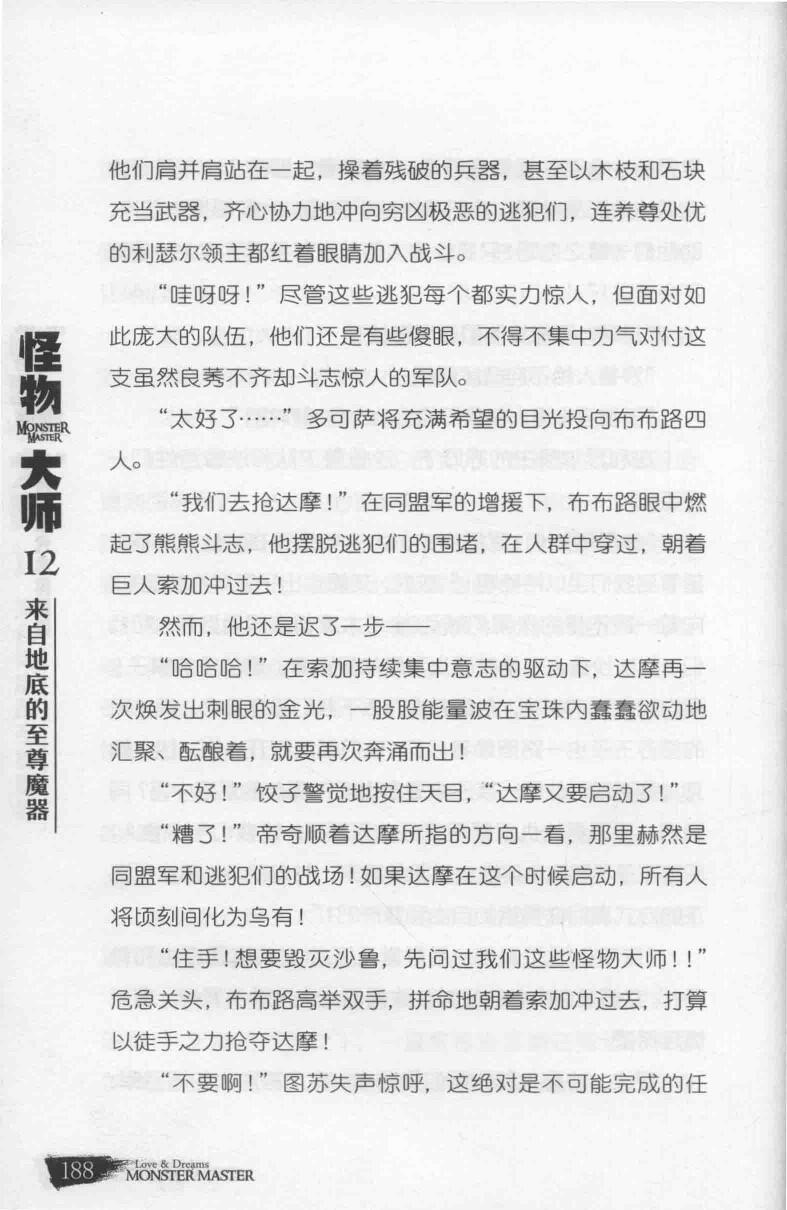 他们肩并肩站在一起，操着残破的兵器，甚至以木枝和石块
充当武器，齐心协力地冲向穷凶极恶的逃犯们，连养尊处优
的利瑟尔领主都红着眼睛加入战斗。
“哇呀呀！”尽管这些逃犯每个都实力惊人，但面对如
此庞大的队伍，他们还是有些傻眼，不得不集中力气对付这
支虽然良莠不齐却斗志惊人的军队。
“太好了……”多可萨将充满希望的目光投向布布路四
人。
“我们去抢达摩！”在同盟军的增援下，布布路眼中燃
起了熊熊斗志，他摆脱逃犯们的围堵，在人群中穿过，朝着
巨人索加冲过去！
然而，他还是迟了一步——
“哈哈哈！”在索加持续集中意志的驱动下，达摩再一
次焕发出刺眼的金光，一股股能量波在宝珠内蠢蠢欲动地
汇聚、酝酿着，就要再次奔涌而出！
“不好！”饺子警觉地按住天目，“达摩又要启动了！”
“糟了！”帝奇顺着达摩所指的方向一看，那里赫然是
同盟军和逃犯们的战场！如果达摩在这个时候启动，所有人
将顷刻间化为乌有！
“住手！想要毁灭沙鲁，先问过我们这些怪物大师！！”
危急关头，布布路高举双手，拼命地朝着索加冲过去，打算
以徒手之力抢夺达摩！
“不要啊！”图苏失声惊呼，这绝对是不可能完成的任
怪物
MONSTER
MASTER
大师
12
来自地底的至尊魔器
188
Love & Dreams
MONSTER MASTER